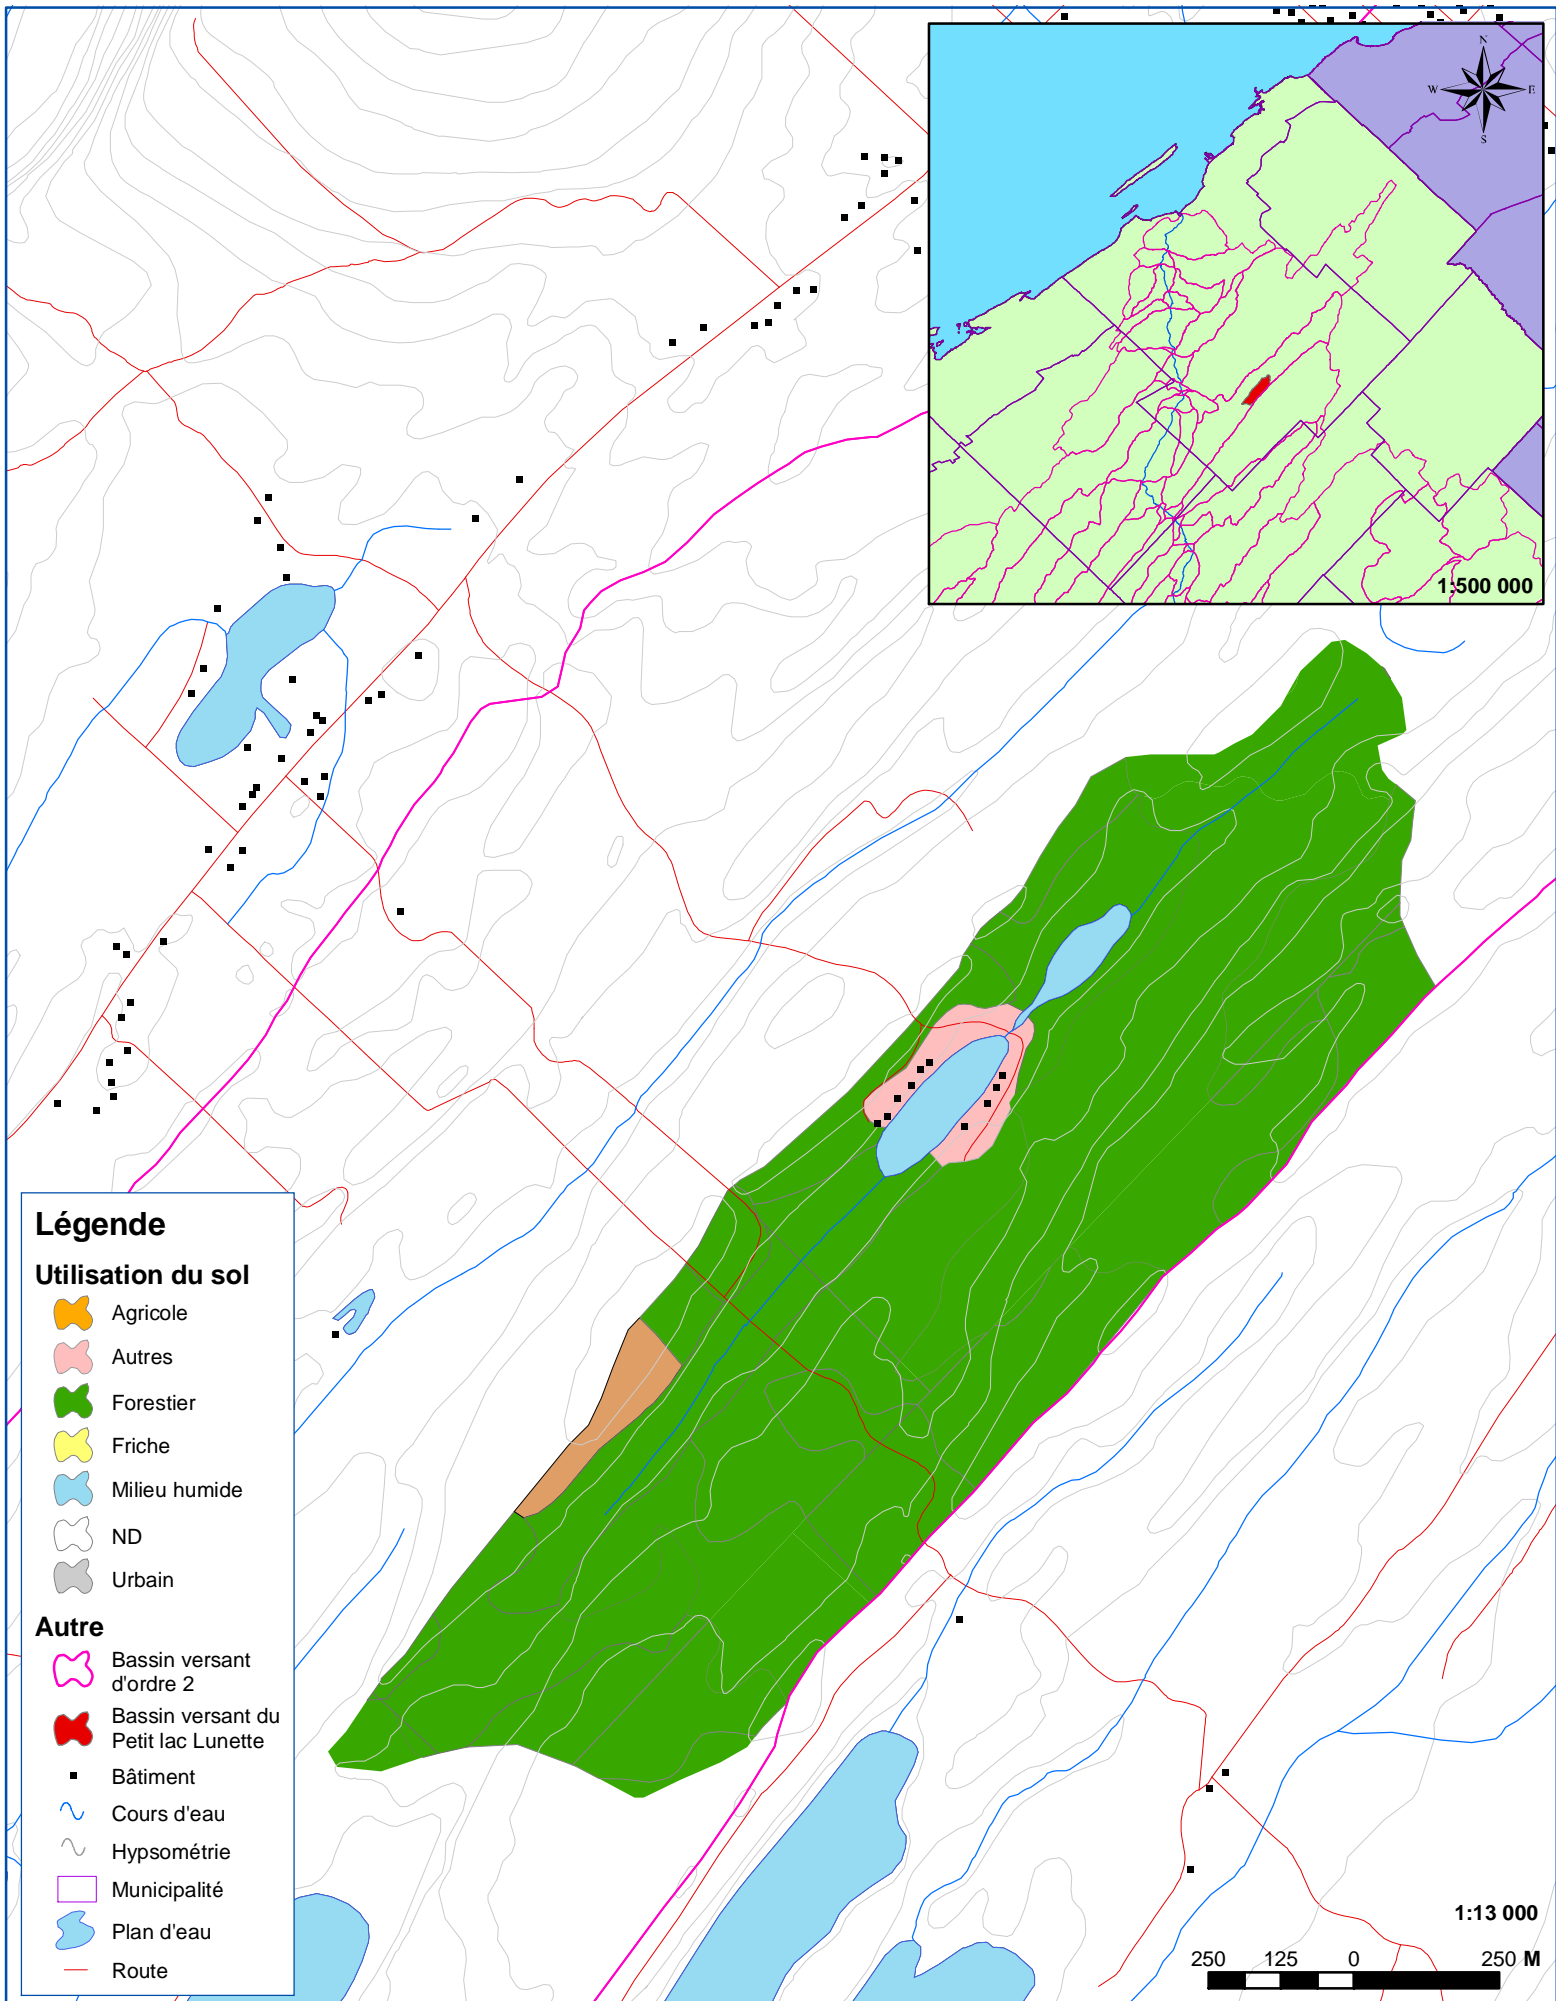 N
W
E
S
1:500 000
Légende
Utilisation du sol
Agricole
Autres
Forestier
Friche
Milieu humide
ND
Urbain
Autre
Bassin versant
d'ordre 2
Bassin versant du
Petit lac Lunette
Bâtiment
Cours d'eau
Hypsométrie
Municipalité
Plan d'eau
Route
1:13 000
250 125 0 250 M